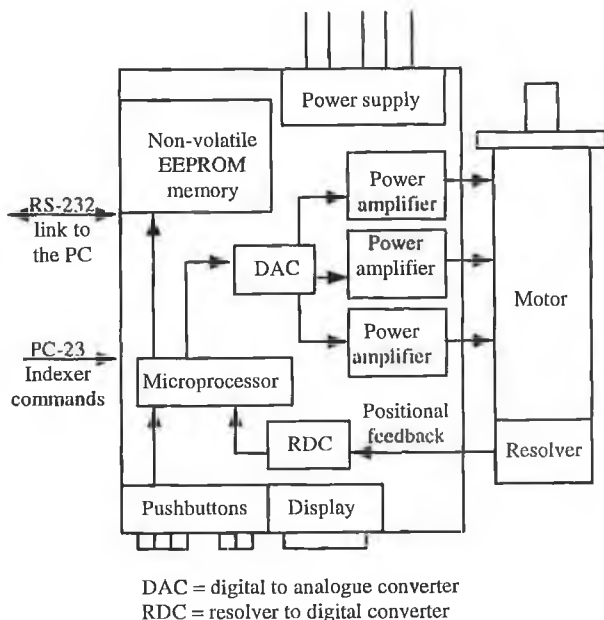 Power supply
Non-volatile
EEPROM
memory
Power
amplifier
RS-232
link to
the PC
DAC
Power
amplifier
Motor
Power
amplifier
PC-23
Indexer
commands
Microprocessor
Positional
feedback
RDC
Resolver
Pushbuttons
Display
DAC = digital to analogue converter
RDC = resolver to digital converter